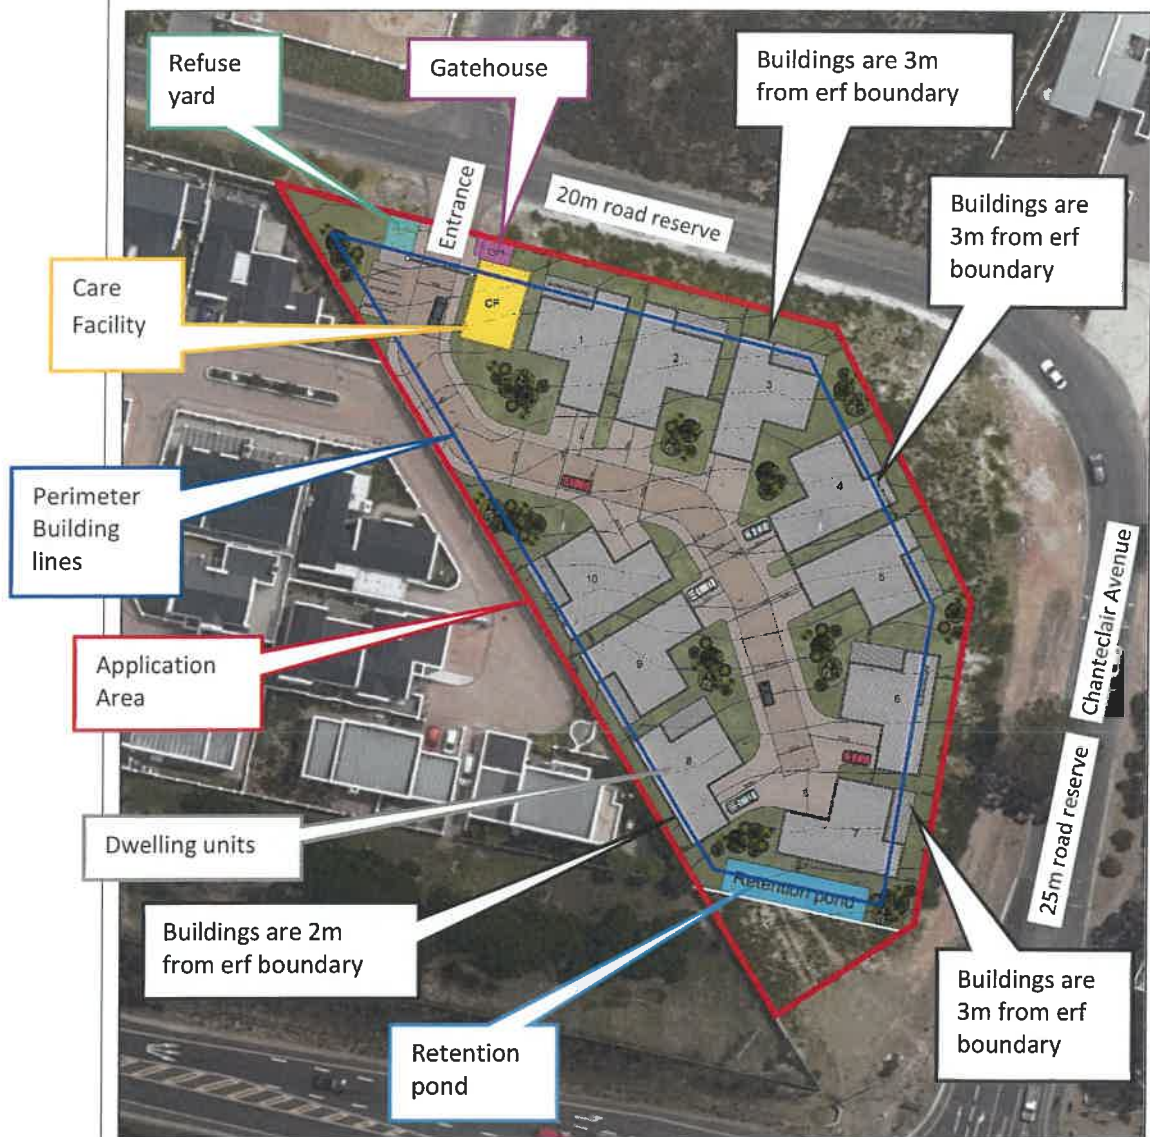 Refuse
yard
Gatehouse
Buildings are 3m
from erf boundary
Entrance
20m road reserve
Buildings are
3m from erf
boundary
Care
Facility
CF
1
2
3
4
5
6
7
8
9
10
Perimeter
Building
lines
Application
Area
Chanteclair Avenue
25m road reserve
Dwelling units
Retention pond
Buildings are 2m
from erf boundary
Buildings are
3m from erf
boundary
Retention
pond